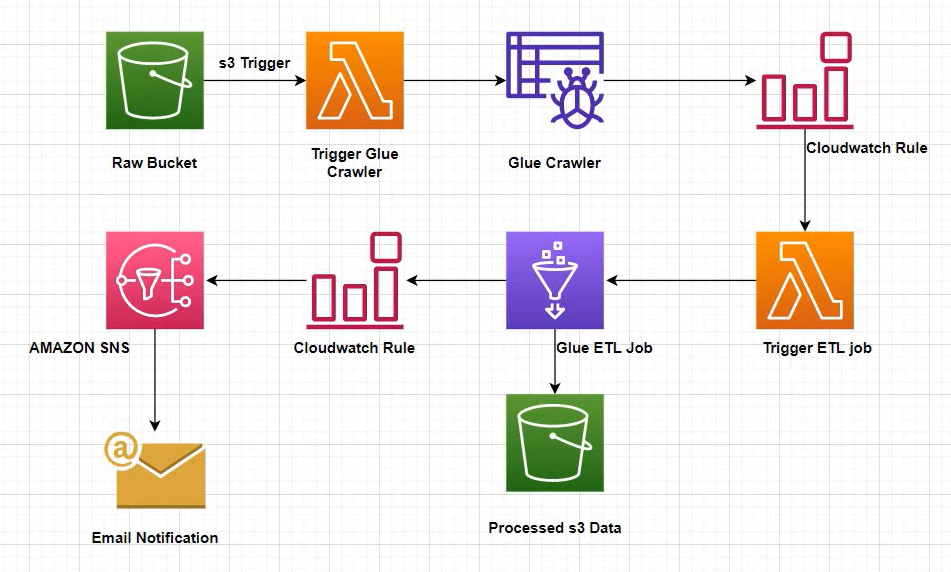 s3 Trigger
Raw Bucket
Trigger Glue
Crawler
Glue Crawler
Cloudwatch Rule
AMAZON SNS
Cloudwatch Rule
Glue ETL Job
Trigger ETL job
@
Email Notification
Processed s3 Data